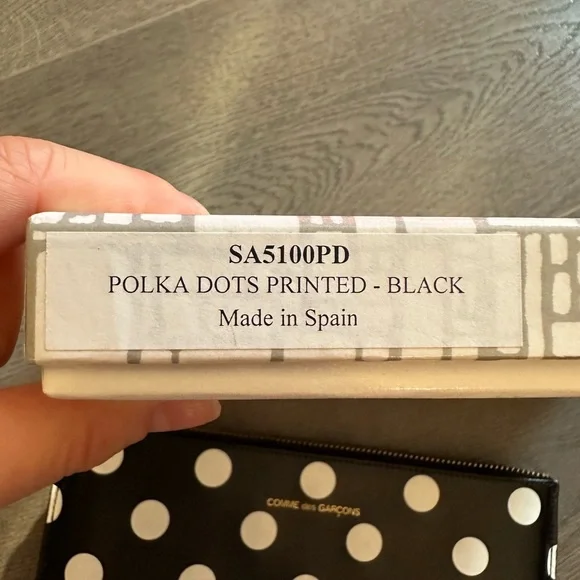 SA5100PD
POLKA DOTS PRINTED - BLACK
Made in Spain
COMME des GARÇONS